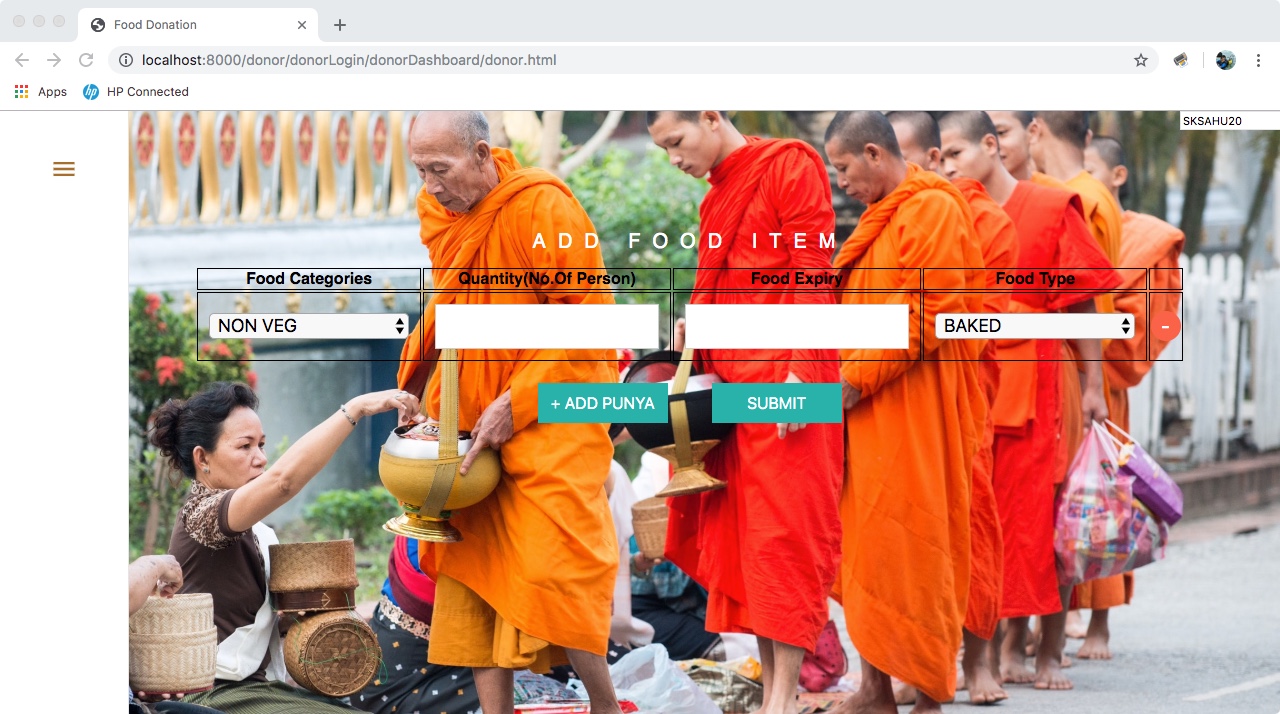 Food Donation
localhost:8000/donor/donorLogin/donorDashboard/donor.html
Apps
HP Connected
SKSAHU20
ADD FOOD ITEM
Food Categories Quantity(No.Of Person) Food Expiry Food Type
NON VEG BAKED -
+ ADD PUNYA SUBMIT